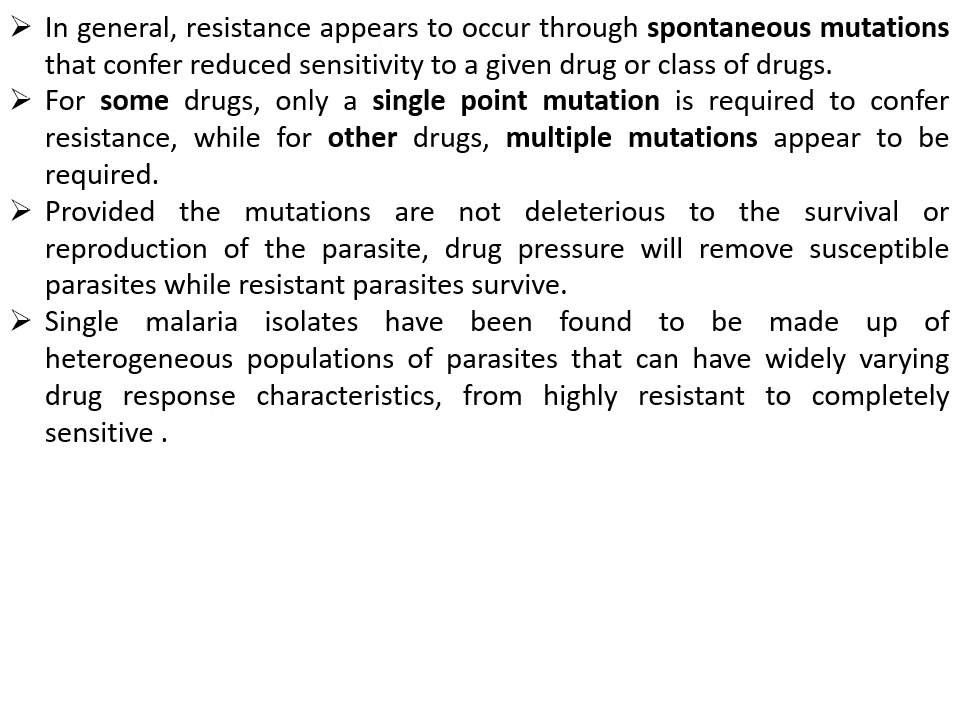 ➢ In general, resistance appears to occur through spontaneous mutations
that confer reduced sensitivity to a given drug or class of drugs.
➢ For some drugs, only a single point mutation is required to confer
resistance, while for other drugs, multiple mutations appear to be
required.
➢ Provided the mutations are not deleterious to the survival or
reproduction of the parasite, drug pressure will remove susceptible
parasites while resistant parasites survive.
➢ Single malaria isolates have been found to be made up of
heterogeneous populations of parasites that can have widely varying
drug response characteristics, from highly resistant to completely
sensitive .